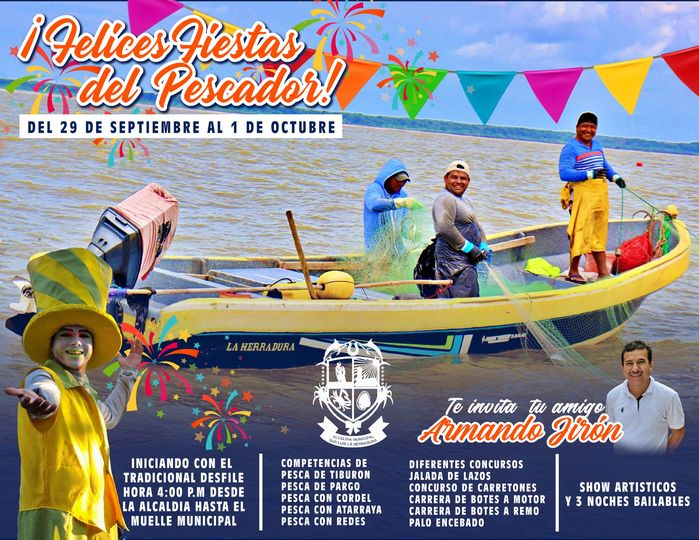 ¡Felices Fiestas
del Pescador!
DEL 29 DE SEPTIEMBRE AL 1 DE OCTUBRE
LA HERRADURA
ALCALDIA MUNICIPAL
SAN LUIS LA HERRADURA
Te invita tu amigo
Armando Jirón
INICIANDO CON EL
TRADICIONAL DESFILE
HORA 4:00 P.M DESDE
LA ALCALDIA HASTA EL
MUELLE MUNICIPAL
COMPETENCIAS DE
PESCA DE TIBURON
PESCA DE PARGO
PESCA CON CORDEL
PESCA CON ATARRAYA
PESCA CON REDES
DIFERENTES CONCURSOS
JALADA DE LAZOS
CONCURSO DE CARRETONES
CARRERA DE BOTES A MOTOR
CARRERA DE BOTES A REMO
PALO ENCEBADO
SHOW ARTISTICOS
Y 3 NOCHES BAILABLES